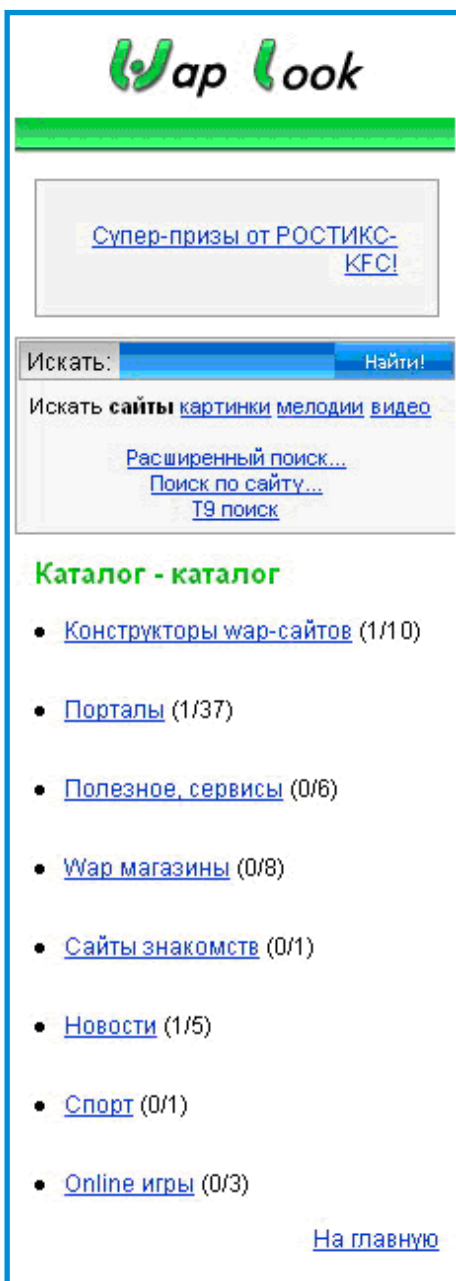 Wap Look
Супер-призы от РОСТИКС-
KFC!
Искать: Найти!
Искать сайты картинки мелодии видео
Расширенный поиск...
Поиск по сайту...
Т9 поиск
Каталог - каталог
Конструкторы wap-сайтов (1/10)
Порталы (1/37)
Полезное, сервисы (0/6)
Wap магазины (0/8)
Сайты знакомств (0/1)
Новости (1/5)
Спорт (0/1)
Online игры (0/3)
На главную